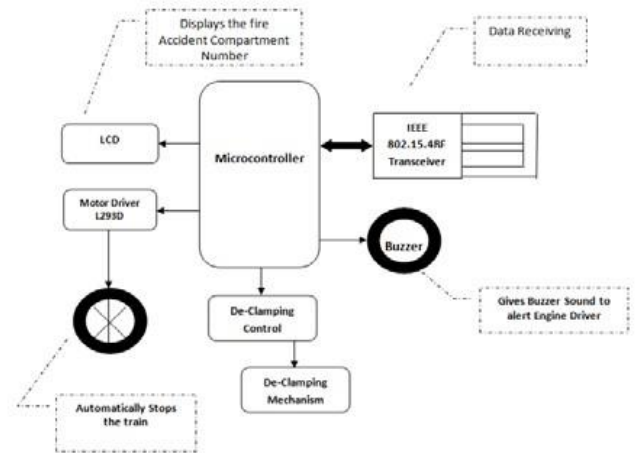 Displays the fire
Accident Compartment
Number
Data Receiving
LCD
Microcontroller
IEEE
802.15.4RF
Transceiver
Motor Driver
L293D
Buzzer
De-Clamping
Control
Gives Buzzer Sound to
alert Engine Driver
De-Clamping
Mechanism
Automatically Stops
the train